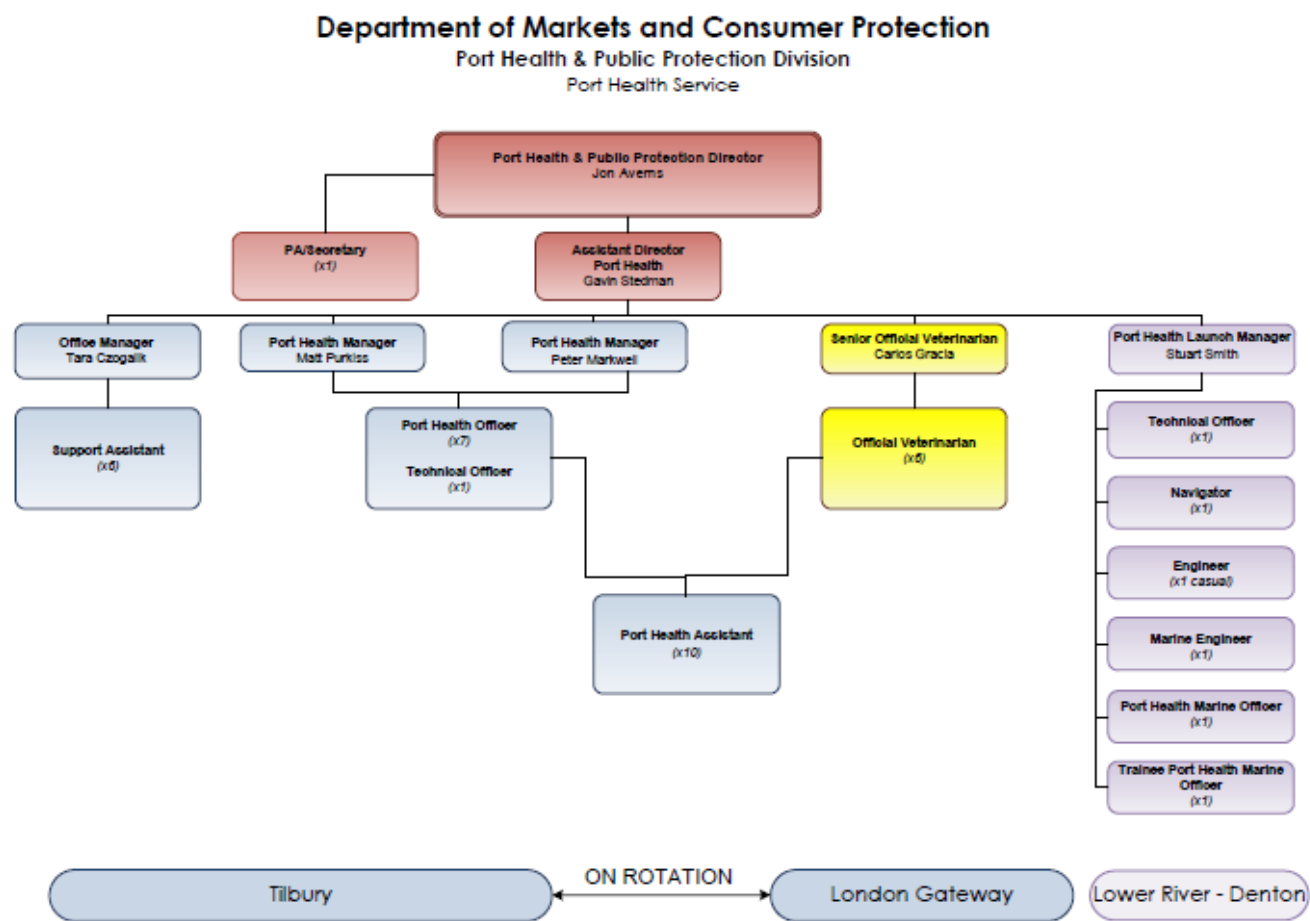 Department of Markets and Consumer Protection
Port Health & Public Protection Division
Port Health Service
Port Health & Public Protection Director
Jon Averns
PA/Secretary
(x1)
Assistant Director
Port Health
Gavin Stedman
Office Manager
Tara Czogalik
Port Health Manager
Matt Purkiss
Port Health Manager
Peter Markwell
Senior Official Veterinarian
Carlos Gracia
Port Health Launch Manager
Stuart Smith
Support Assistant
(x6)
Port Health Officer
(x7)
Technical Officer
(x1)
Official Veterinarian
(x6)
Technical Officer
(x1)
Navigator
(x1)
Engineer
(x1 casual)
Marine Engineer
(x1)
Port Health Marine Officer
(x1)
Trainee Port Health Marine
Officer
(x1)
Port Health Assistant
(x10)
Tilbury
ON ROTATION
London Gateway
Lower River - Denton